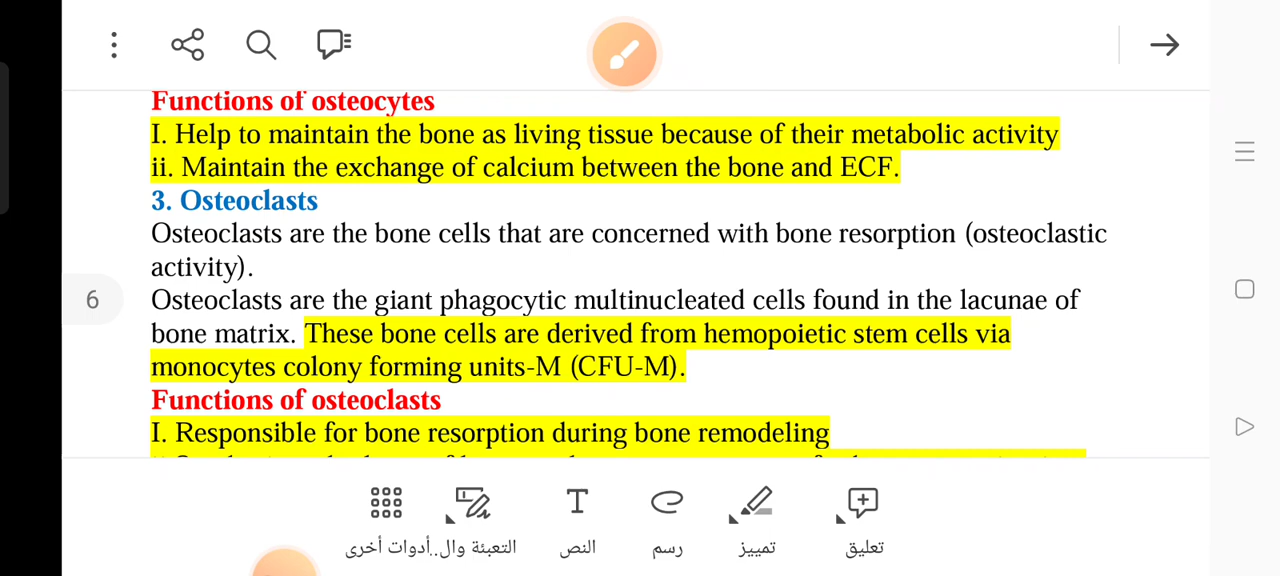 Functions of osteocytes
I. Help to maintain the bone as living tissue because of their metabolic activity
ii. Maintain the exchange of calcium between the bone and ECF.
3. Osteoclasts
Osteoclasts are the bone cells that are concerned with bone resorption (osteoclastic
activity).
Osteoclasts are the giant phagocytic multinucleated cells found in the lacunae of
6
bone matrix. These bone cells are derived from hemopoietic stem cells via
monocytes colony forming units-M (CFU-M).
Functions of osteoclasts
I. Responsible for bone resorption during bone remodeling
تعليق
تمييز
رسم
النص
التعبئة وال..
أدوات أخرى